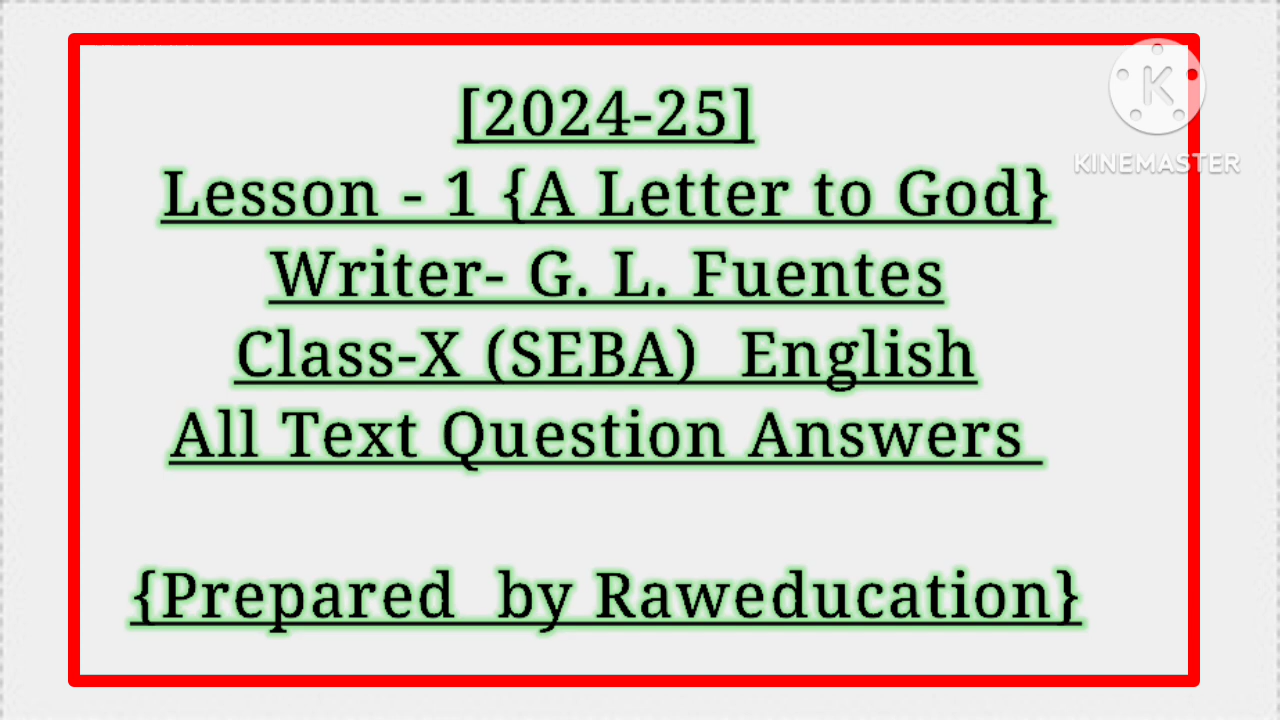 [2024-25]
Lesson - 1 {A Letter to God}
Writer- G. L. Fuentes
Class-X (SEBA) English
All Text Question Answers
{Prepared by Raweducation}
K
KINEMASTER